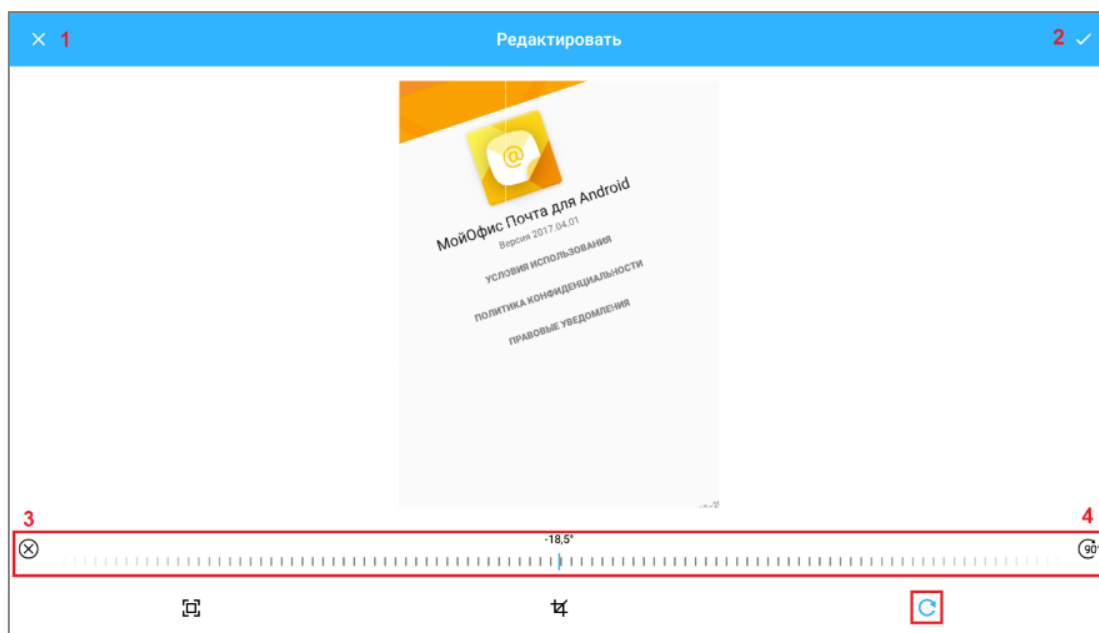 1 Редактировать 2
@
МойОфис Почта для Android
Версия 2017.04.01
УСЛОВИЯ ИСПОЛЬЗОВАНИЯ
ПОЛИТИКА КОНФИДЕНЦИАЛЬНОСТИ
ПРАВОВЫЕ УВЕДОМЛЕНИЯ
3 4
-18,5°
90°